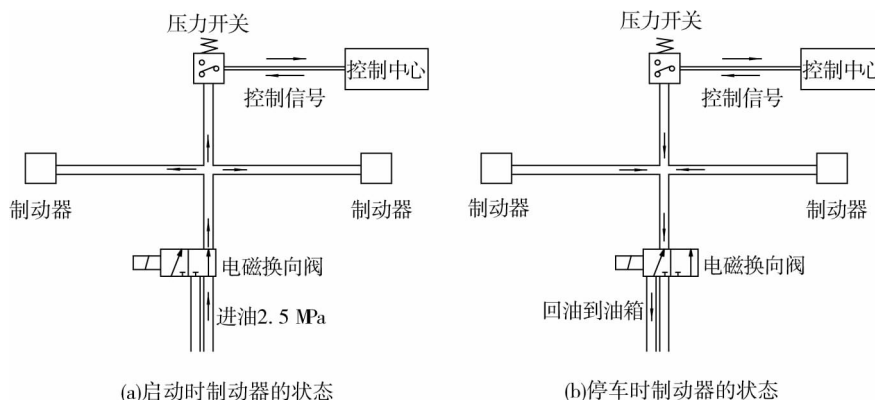 压力开关
控制中心
控制信号
制动器
制动器
电磁换向阀
进油2.5 MPa
(a)启动时制动器的状态
压力开关
控制中心
控制信号
制动器
制动器
电磁换向阀
回油到油箱
(b)停车时制动器的状态